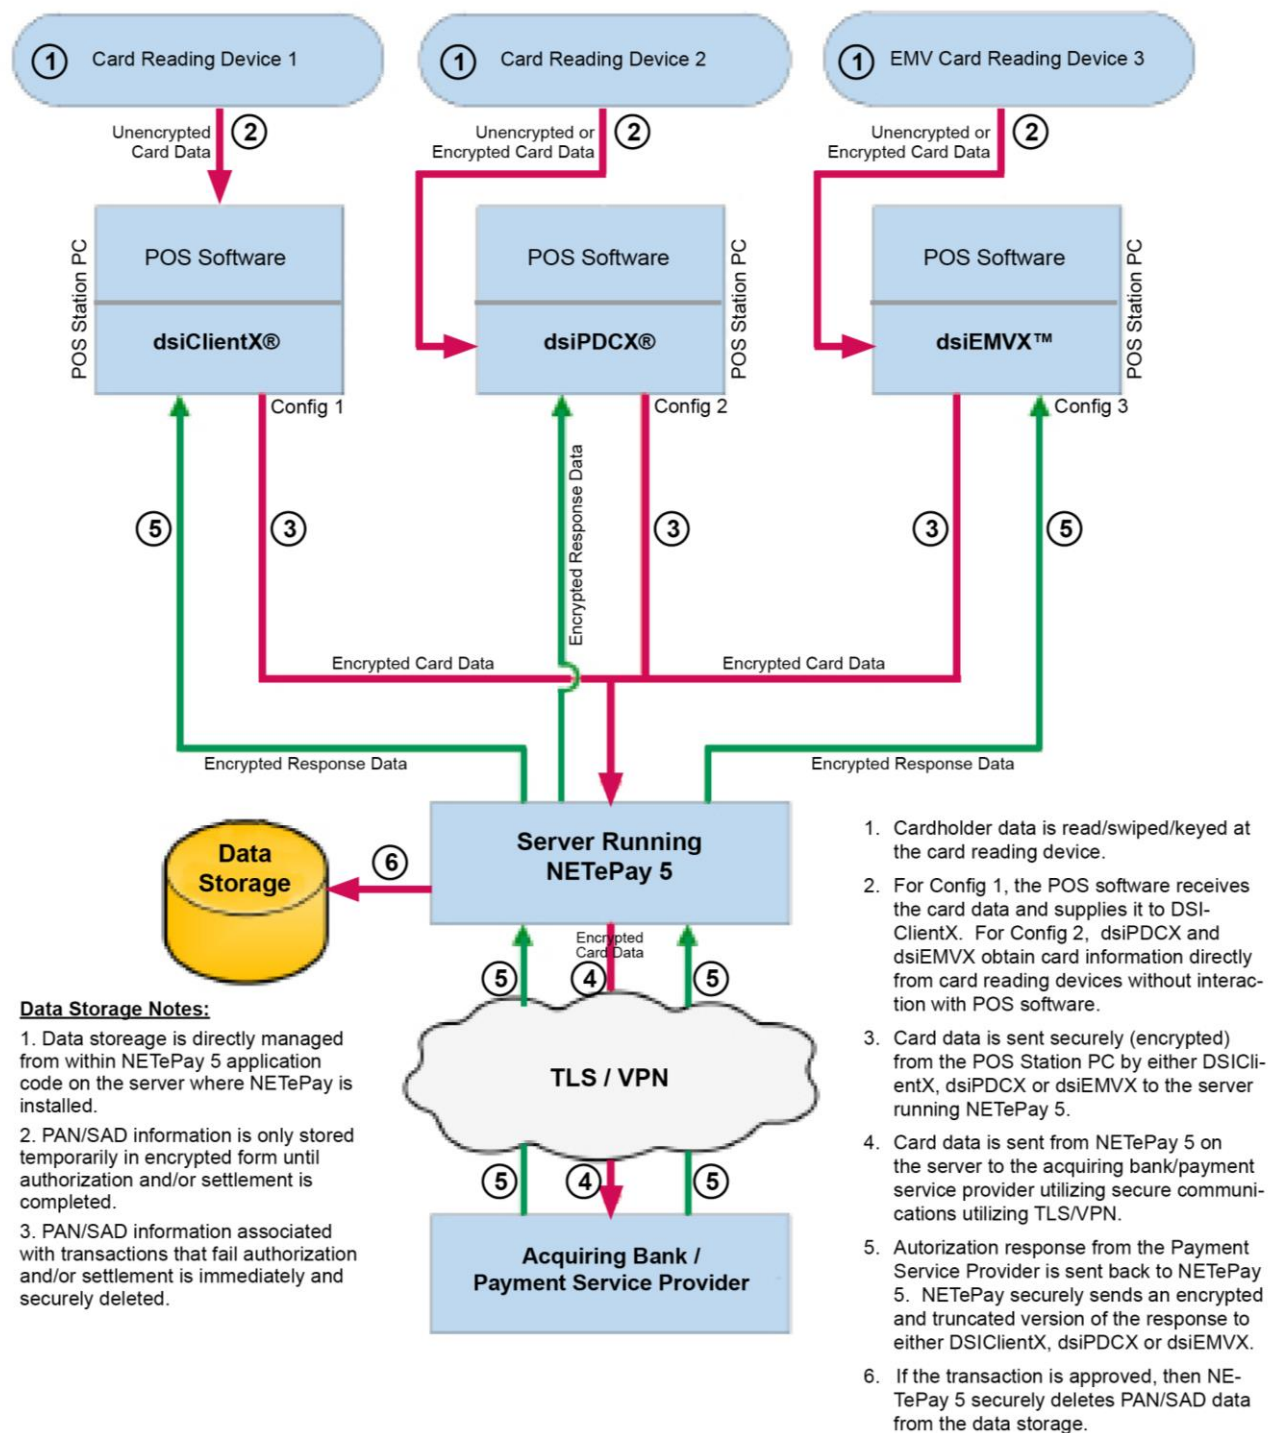 1 Card Reading Device 1
1 Card Reading Device 2
1 EMV Card Reading Device 3
Unencrypted
Card Data
2
Unencrypted or
Encrypted Card Data
2
Unencrypted or
Encrypted Card Data
2
POS Station PC
POS Software
dsiClientX®
Config 1
POS Software
dsiPDCX®
POS Station PC
Config 2
POS Software
dsiEMVX™
POS Station PC
Config 3
5
3
Encrypted Response Data
3
3
5
Encrypted Card Data
Encrypted Card Data
Encrypted Response Data
Encrypted Response Data
Server Running
NETePay 5
6
Data
Storage
Encrypted
Card Data
5
4
5
TLS / VPN
5
4
5
Acquiring Bank /
Payment Service Provider
Data Storage Notes:
1. Data storeage is directly managed
from within NETePay 5 application
code on the server where NETePay is
installed.
2. PAN/SAD information is only stored
temporarily in encrypted form until
authorization and/or settlement is
completed.
3. PAN/SAD information associated
with transactions that fail authorization
and/or settlement is immediately and
securely deleted.
1. Cardholder data is read/swiped/keyed at
the card reading device.
2. For Config 1, the POS software receives
the card data and supplies it to DSI-
ClientX. For Config 2, dsiPDCX and
dsiEMVX obtain card information directly
from card reading devices without interac-
tion with POS software.
3. Card data is sent securely (encrypted)
from the POS Station PC by either DSICli-
entX, dsiPDCX or dsiEMVX to the server
running NETePay 5.
4. Card data is sent from NETePay 5 on
the server to the acquiring bank/payment
service provider utilizing secure communi-
cations utilizing TLS/VPN.
5. Autorization response from the Payment
Service Provider is sent back to NETePay
5. NETePay securely sends an encrypted
and truncated version of the response to
either DSIClientX, dsiPDCX or dsiEMVX.
6. If the transaction is approved, then NE-
TePay 5 securely deletes PAN/SAD data
from the data storage.